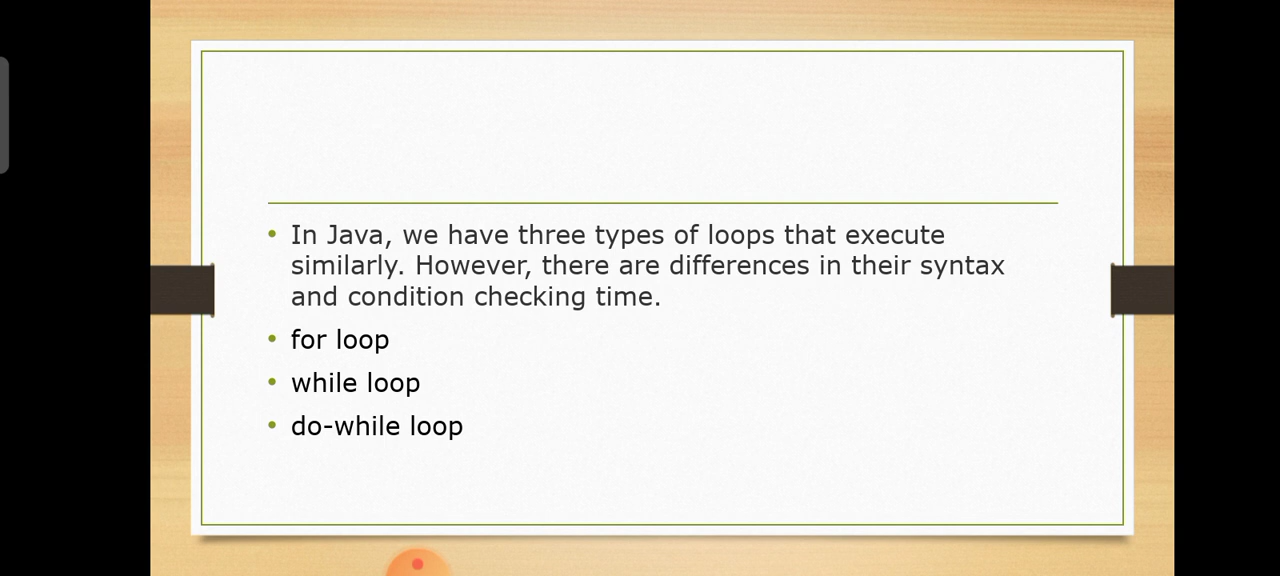 In Java, we have three types of loops that execute
similarly. However, there are differences in their syntax
and condition checking time.
for loop
while loop
do-while loop